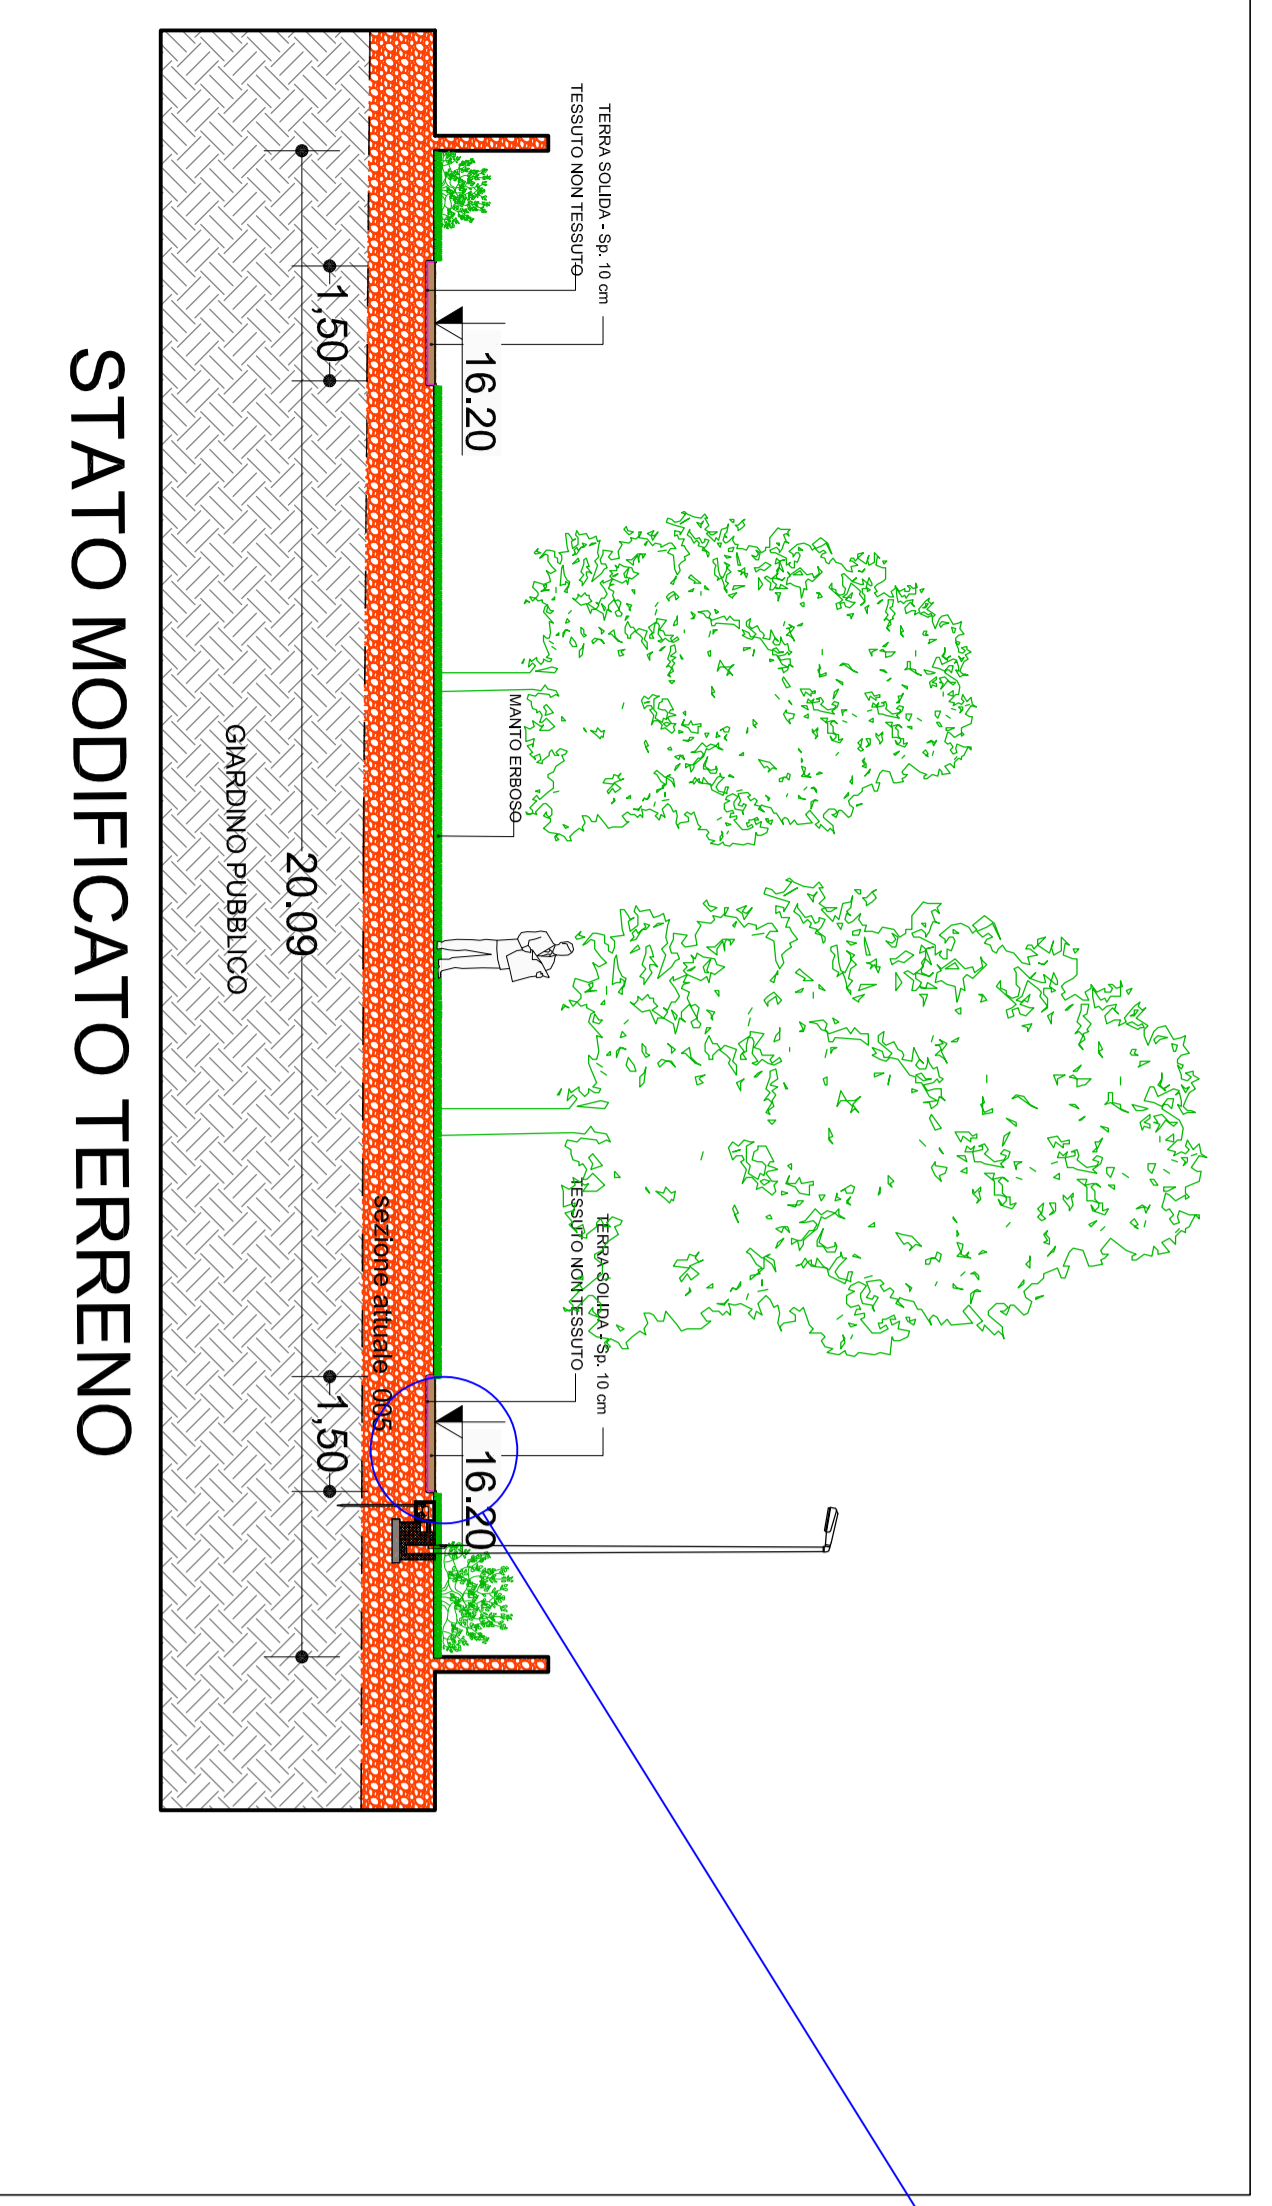 TERRA SOLIDA - Sp. 10 cm
TESSUTO NON TESSUTO
16.20
1,50
MANTO ERBOSO
20.09
GIARDINO PUBBLICO
TERRA SOLIDA - Sp. 10 cm
TESSUTO NON TESSUTO
16.20
sezione attuale 005
1,50
STATO MODIFICATO TERRENO